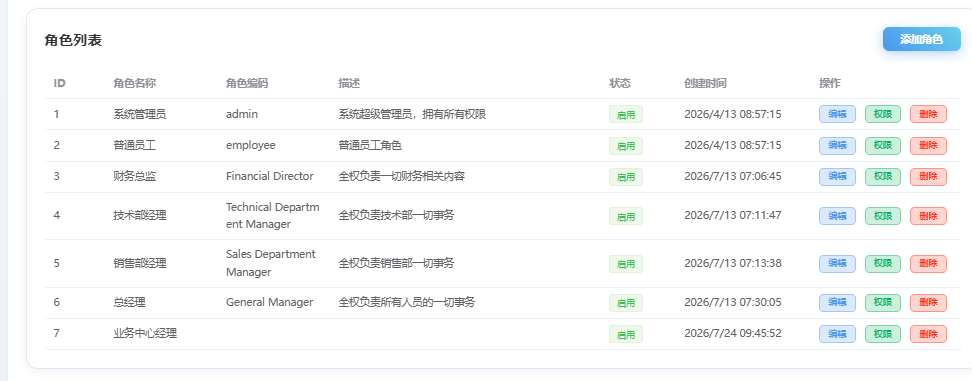 角色列表 添加角色
ID 角色名称 角色编码 描述 状态 创建时间 操作
1 系统管理员 admin 系统超级管理员，拥有所有权限 启用 2026/4/13 08:57:15 编辑 权限 删除
2 普通员工 employee 普通员工角色 启用 2026/4/13 08:57:15 编辑 权限 删除
3 财务总监 Financial Director 全权负责一切财务相关内容 启用 2026/7/13 07:06:45 编辑 权限 删除
4 技术部经理 Technical Departm
ent Manager 全权负责技术部一切事务 启用 2026/7/13 07:11:47 编辑 权限 删除
5 销售部经理 Sales Department
Manager 全权负责销售部一切事务 启用 2026/7/13 07:13:38 编辑 权限 删除
6 总经理 General Manager 全权负责所有人员的一切事务 启用 2026/7/13 07:30:05 编辑 权限 删除
7 业务中心经理 启用 2026/7/24 09:45:52 编辑 权限 删除